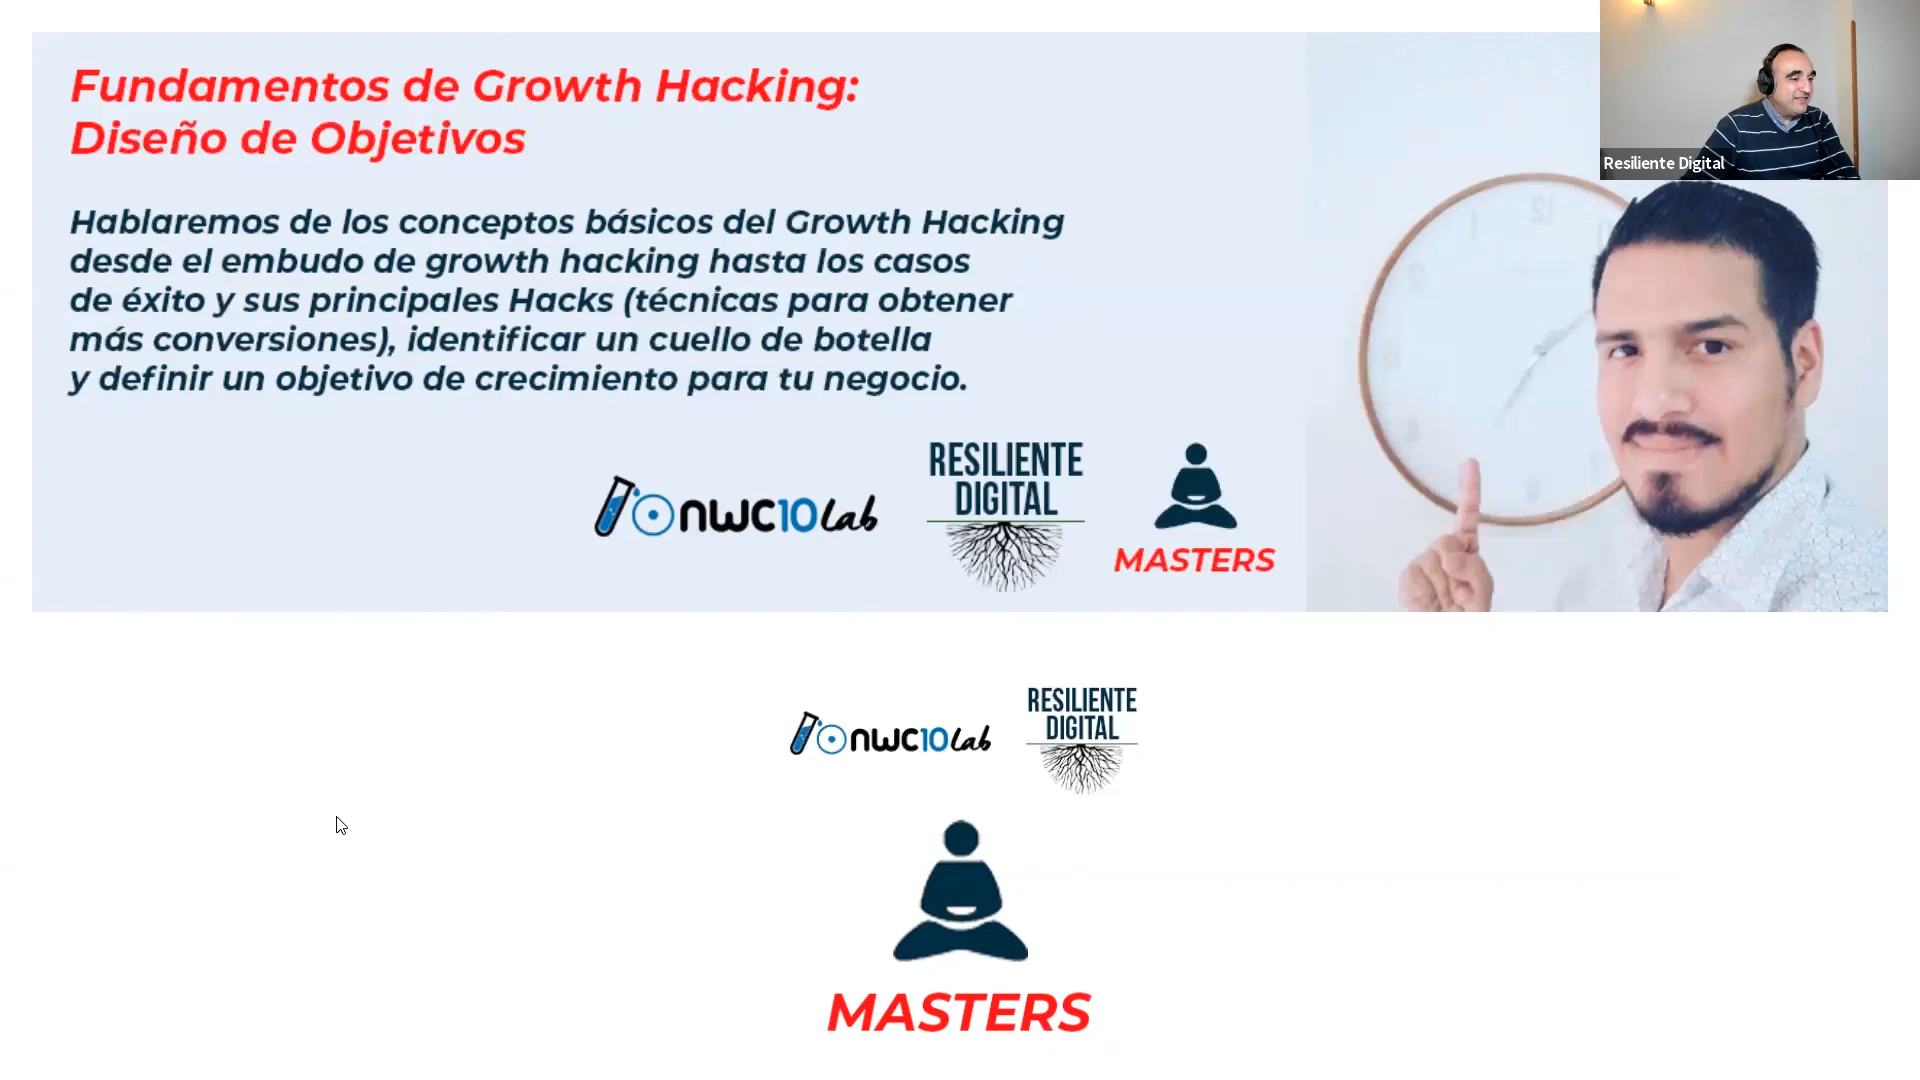 Fundamentos de Growth Hacking:
Diseño de Objetivos
Resiliente Digital
Hablaremos de los conceptos básicos del Growth Hacking
desde el embudo de growth hacking hasta los casos
de éxito y sus principales Hacks (técnicas para obtener
más conversiones), identificar un cuello de botella
y definir un objetivo de crecimiento para tu negocio.
nwc10lab
RESILIENTE
DIGITAL
MASTERS
12
nwc10lab
RESILIENTE
DIGITAL
MASTERS